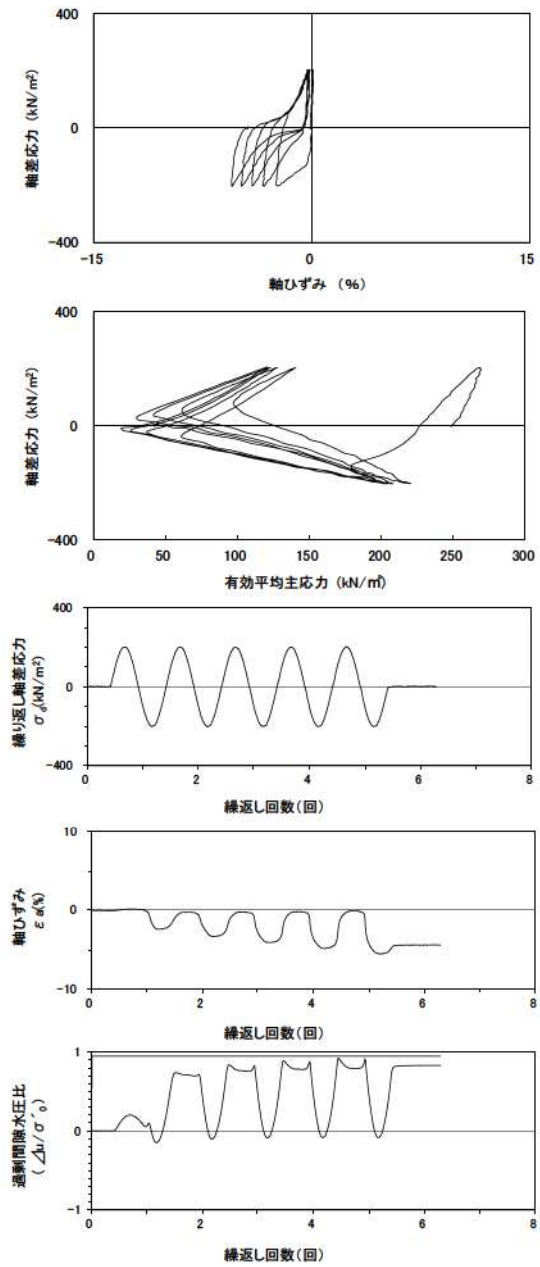 400
0
-400
軸差応力 (kN/m²)
-15 0 15
軸ひずみ (%)
400
0
-400
軸差応力 (kN/m²)
0 50 100 150 200 250 300
有効平均主応力 (kN/㎡)
400
0
-400
繰り返し軸差応力
σd(kN/m²)
0 2 4 6 8
繰返し回数(回)
10
0
-10
軸ひずみ
εa(%)
0 2 4 6 8
繰返し回数(回)
1
0
-1
過剰間隙水圧比
(⊿u/σ´0)
0 2 4 6 8
繰返し回数(回)